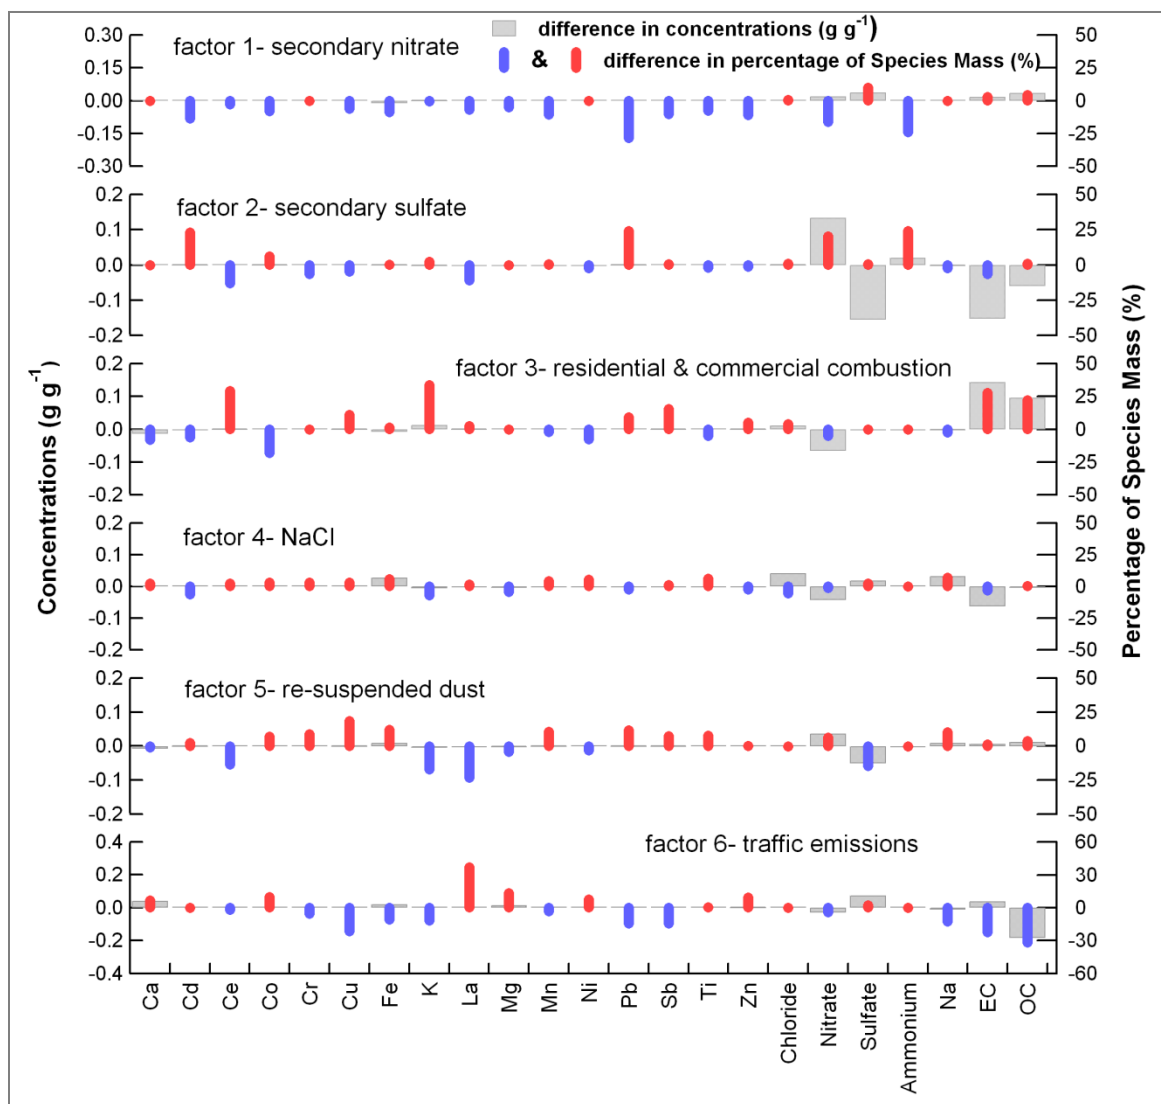 difference in concentrations (g g-1)
& difference in percentage of Species Mass (%)
factor 1- secondary nitrate
0.30
0.15
0.00
-0.15
-0.30
50
25
0
-25
-50
factor 2- secondary sulfate
0.2
0.1
0.0
-0.1
-0.2
50
25
0
-25
-50
factor 3- residential & commercial combustion
0.2
0.1
0.0
-0.1
-0.2
50
25
0
-25
-50
factor 4- NaCl
0.2
0.1
0.0
-0.1
-0.2
50
25
0
-25
-50
factor 5- re-suspended dust
0.2
0.1
0.0
-0.1
-0.2
50
25
0
-25
-50
factor 6- traffic emissions
0.4
0.2
0.0
-0.2
-0.4
60
30
0
-30
-60
Concentrations (g g-1)
Percentage of Species Mass (%)
Ca
Cd
Ce
Co
Cr
Cu
Fe
K
La
Mg
Mn
Ni
Pb
Sb
Ti
Zn
Chloride
Nitrate
Sulfate
Ammonium
Na
EC
OC